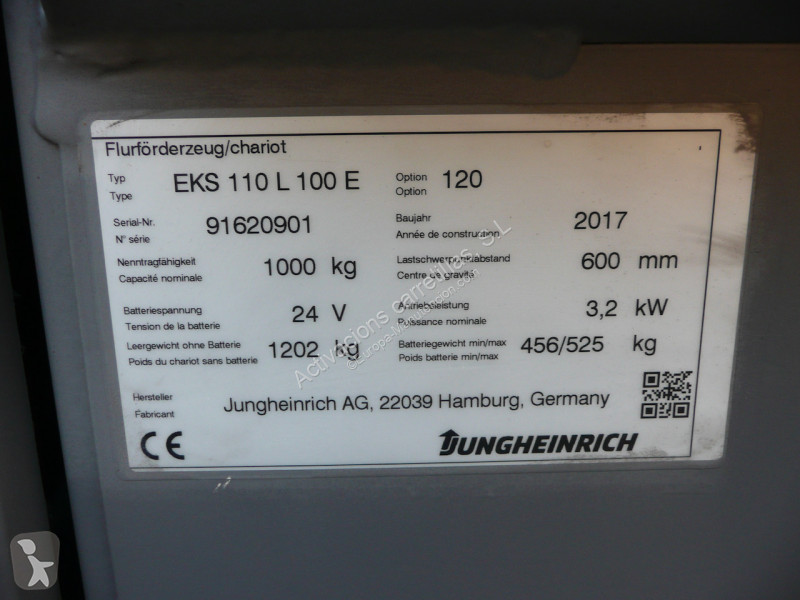 Flurförderzeug/chariot
Typ
Type
EKS 110 L 100 E
Option
Option
120
Serial-Nr.
N° série
91620901
Baujahr
Année de construction
2017
Nenntragfähigkeit
Capacité nominale
1000 kg
Lastschwerpunktabstand
Centre de gravité
600 mm
Batteriespannung
Tension de la batterie
24 V
Antriebsleistung
Puissance nominale
3,2 kW
Leergewicht ohne Batterie
Poids du chariot sans batterie
1202 kg
Batteriegewicht min/max
Poids batterie min/max
456/525 kg
Hersteller
Fabricant
Jungheinrich AG, 22039 Hamburg, Germany
CE
JUNGHEINRICH
Activacions carretillas S.L